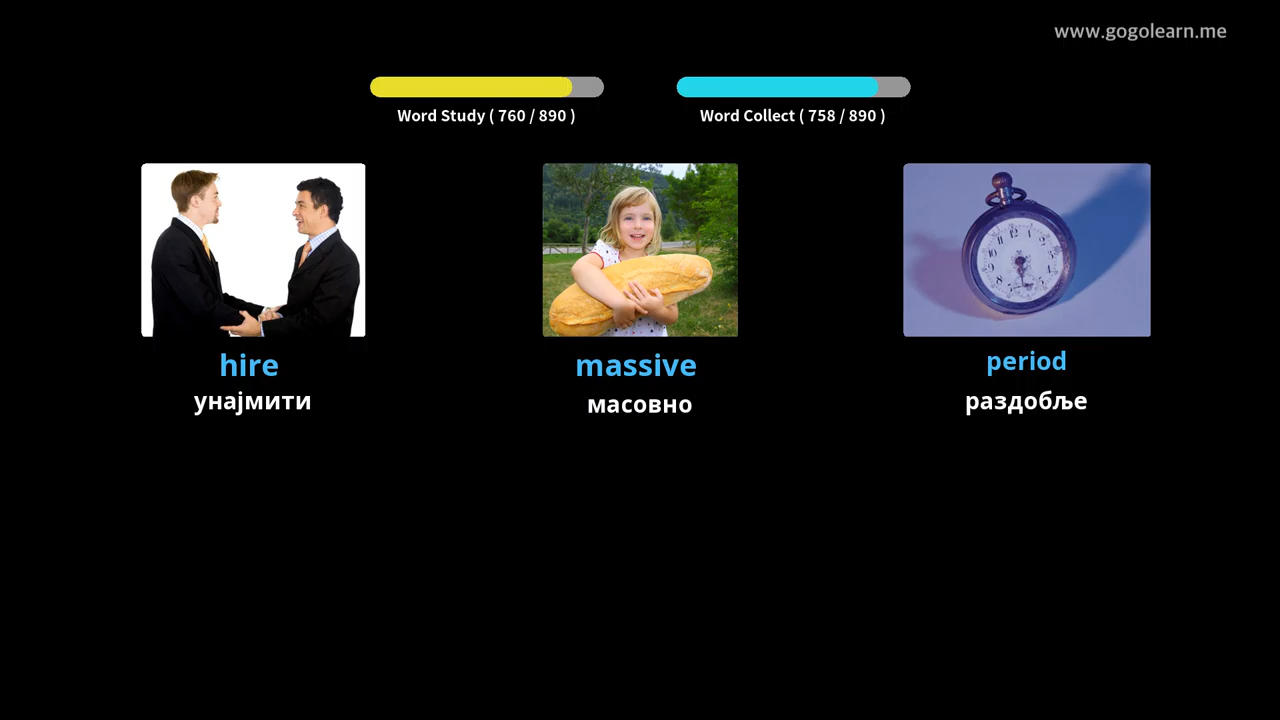 www.gogolearn.me
Word Study ( 760 / 890 )
Word Collect ( 758 / 890 )
hire
унајмити
massive
масовно
period
раздобље